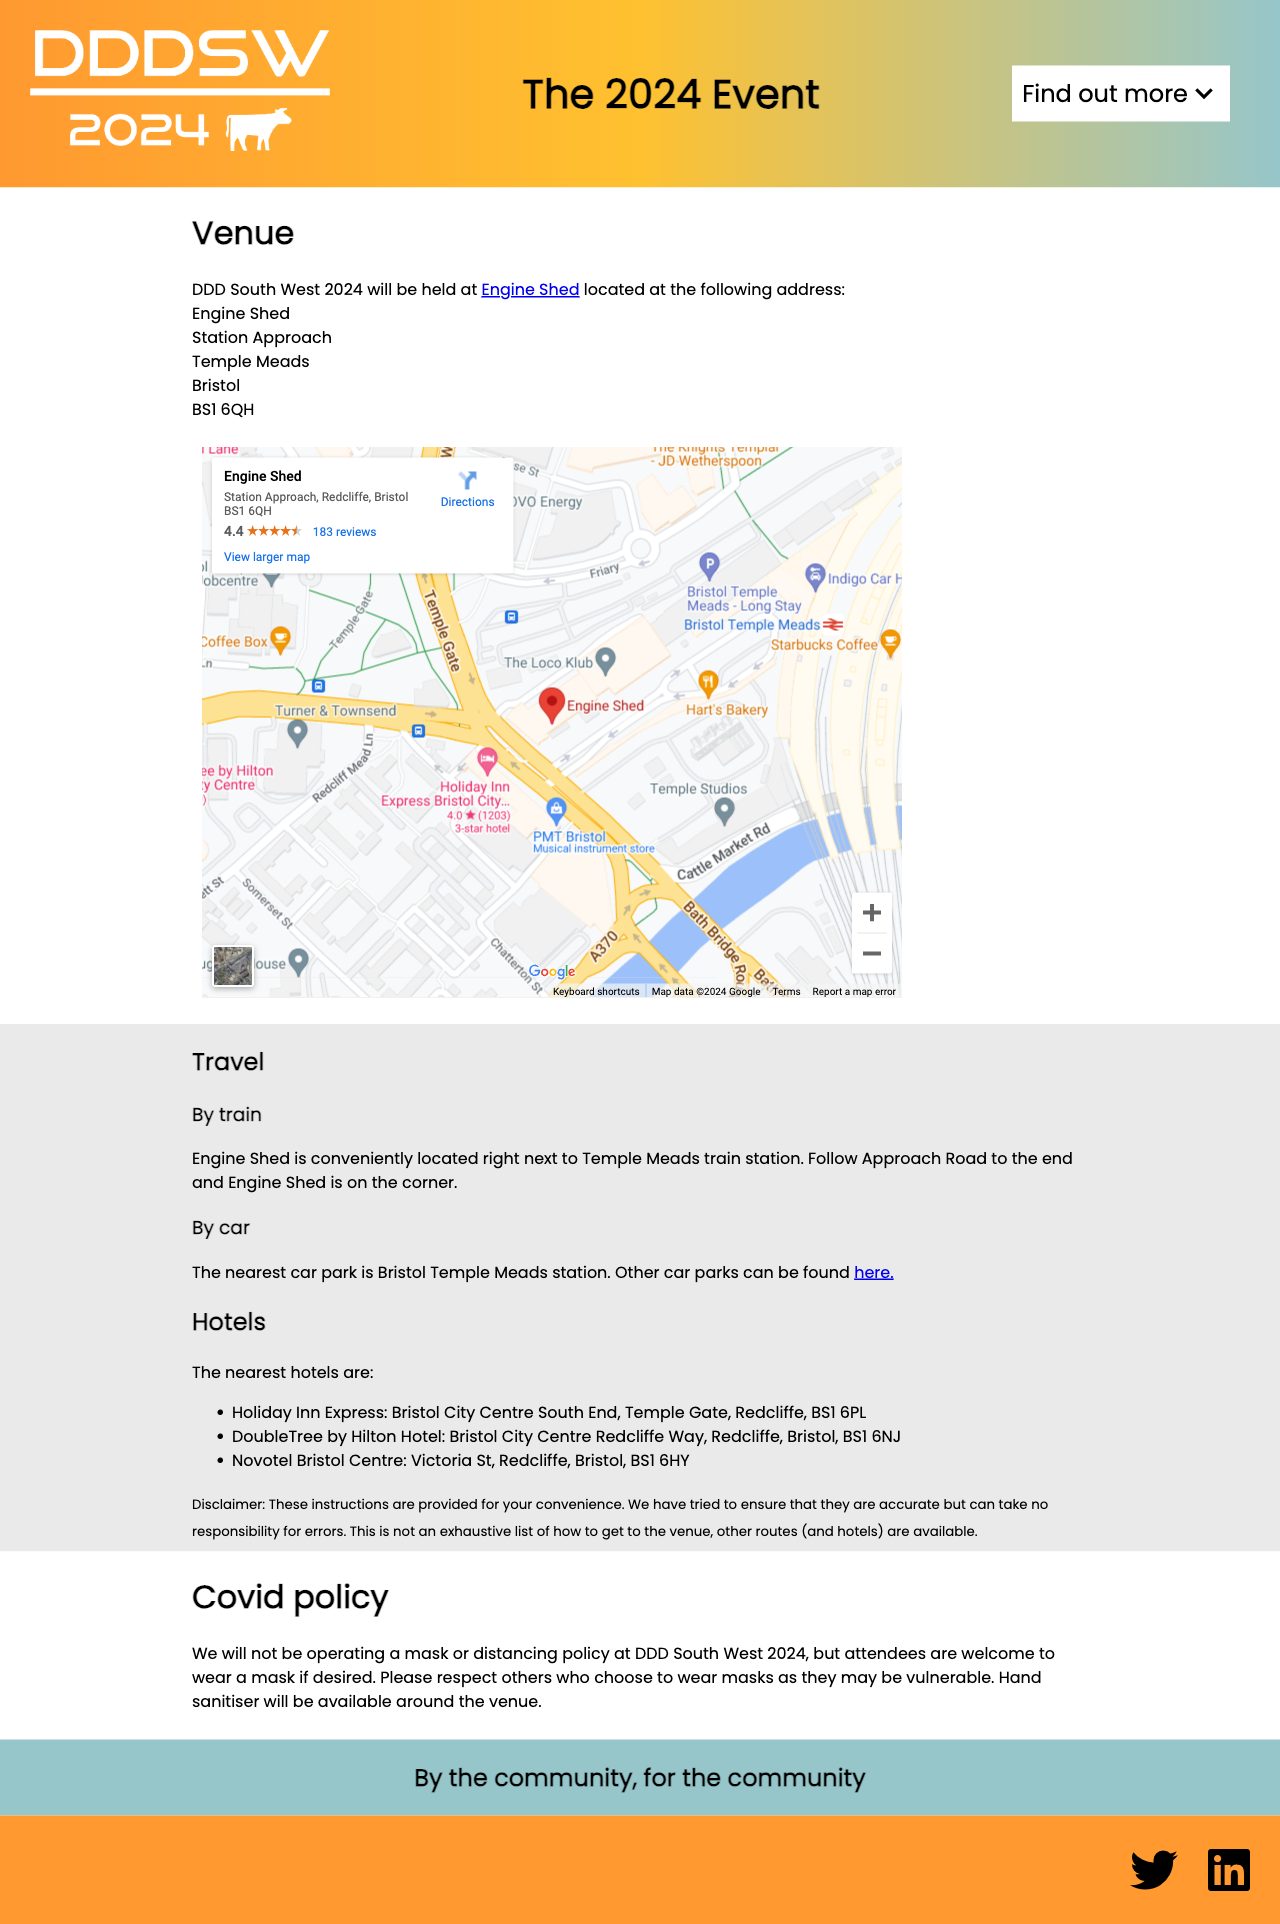 DDDSW
2024
The 2024 Event
Find out more
Venue
DDD South West 2024 will be held at Engine Shed located at the following address:
Engine Shed
Station Approach
Temple Meads
Bristol
BS1 6QH
Lane
The Knights Templar
- JD Wetherspoon
Engine Shed
Station Approach, Redcliffe, Bristol
BS1 6QH
4.4
183 reviews
View larger map
Directions
OVO Energy
Friary
P
Bristol Temple
Meads - Long Stay
Indigo Car H
Bristol Temple Meads
Starbucks Coffee
obcentre
Temple Gate
Temple Gate
Coffee Box
The Loco Klub
Engine Shed
Hart's Bakery
Turner & Townsend
Redcliff Mead Ln
ee by Hilton
y Centre
Holiday Inn
Express Bristol City...
4.0 ★ (1203)
3-star hotel
Temple Studios
PMT Bristol
Musical instrument store
Cattle Market Rd
Somerset St
Chatterton St
A370
Bath Bridge Ro
Bat
ouse
Google
Keyboard shortcuts
Map data ©2024 Google
Terms
Report a map error
Travel
By train
Engine Shed is conveniently located right next to Temple Meads train station. Follow Approach Road to the end
and Engine Shed is on the corner.
By car
The nearest car park is Bristol Temple Meads station. Other car parks can be found here.
Hotels
The nearest hotels are:
• Holiday Inn Express: Bristol City Centre South End, Temple Gate, Redcliffe, BS1 6PL
• DoubleTree by Hilton Hotel: Bristol City Centre Redcliffe Way, Redcliffe, Bristol, BS1 6NJ
• Novotel Bristol Centre: Victoria St, Redcliffe, Bristol, BS1 6HY
Disclaimer: These instructions are provided for your convenience. We have tried to ensure that they are accurate but can take no
responsibility for errors. This is not an exhaustive list of how to get to the venue, other routes (and hotels) are available.
Covid policy
We will not be operating a mask or distancing policy at DDD South West 2024, but attendees are welcome to
wear a mask if desired. Please respect others who choose to wear masks as they may be vulnerable. Hand
sanitiser will be available around the venue.
By the community, for the community
in